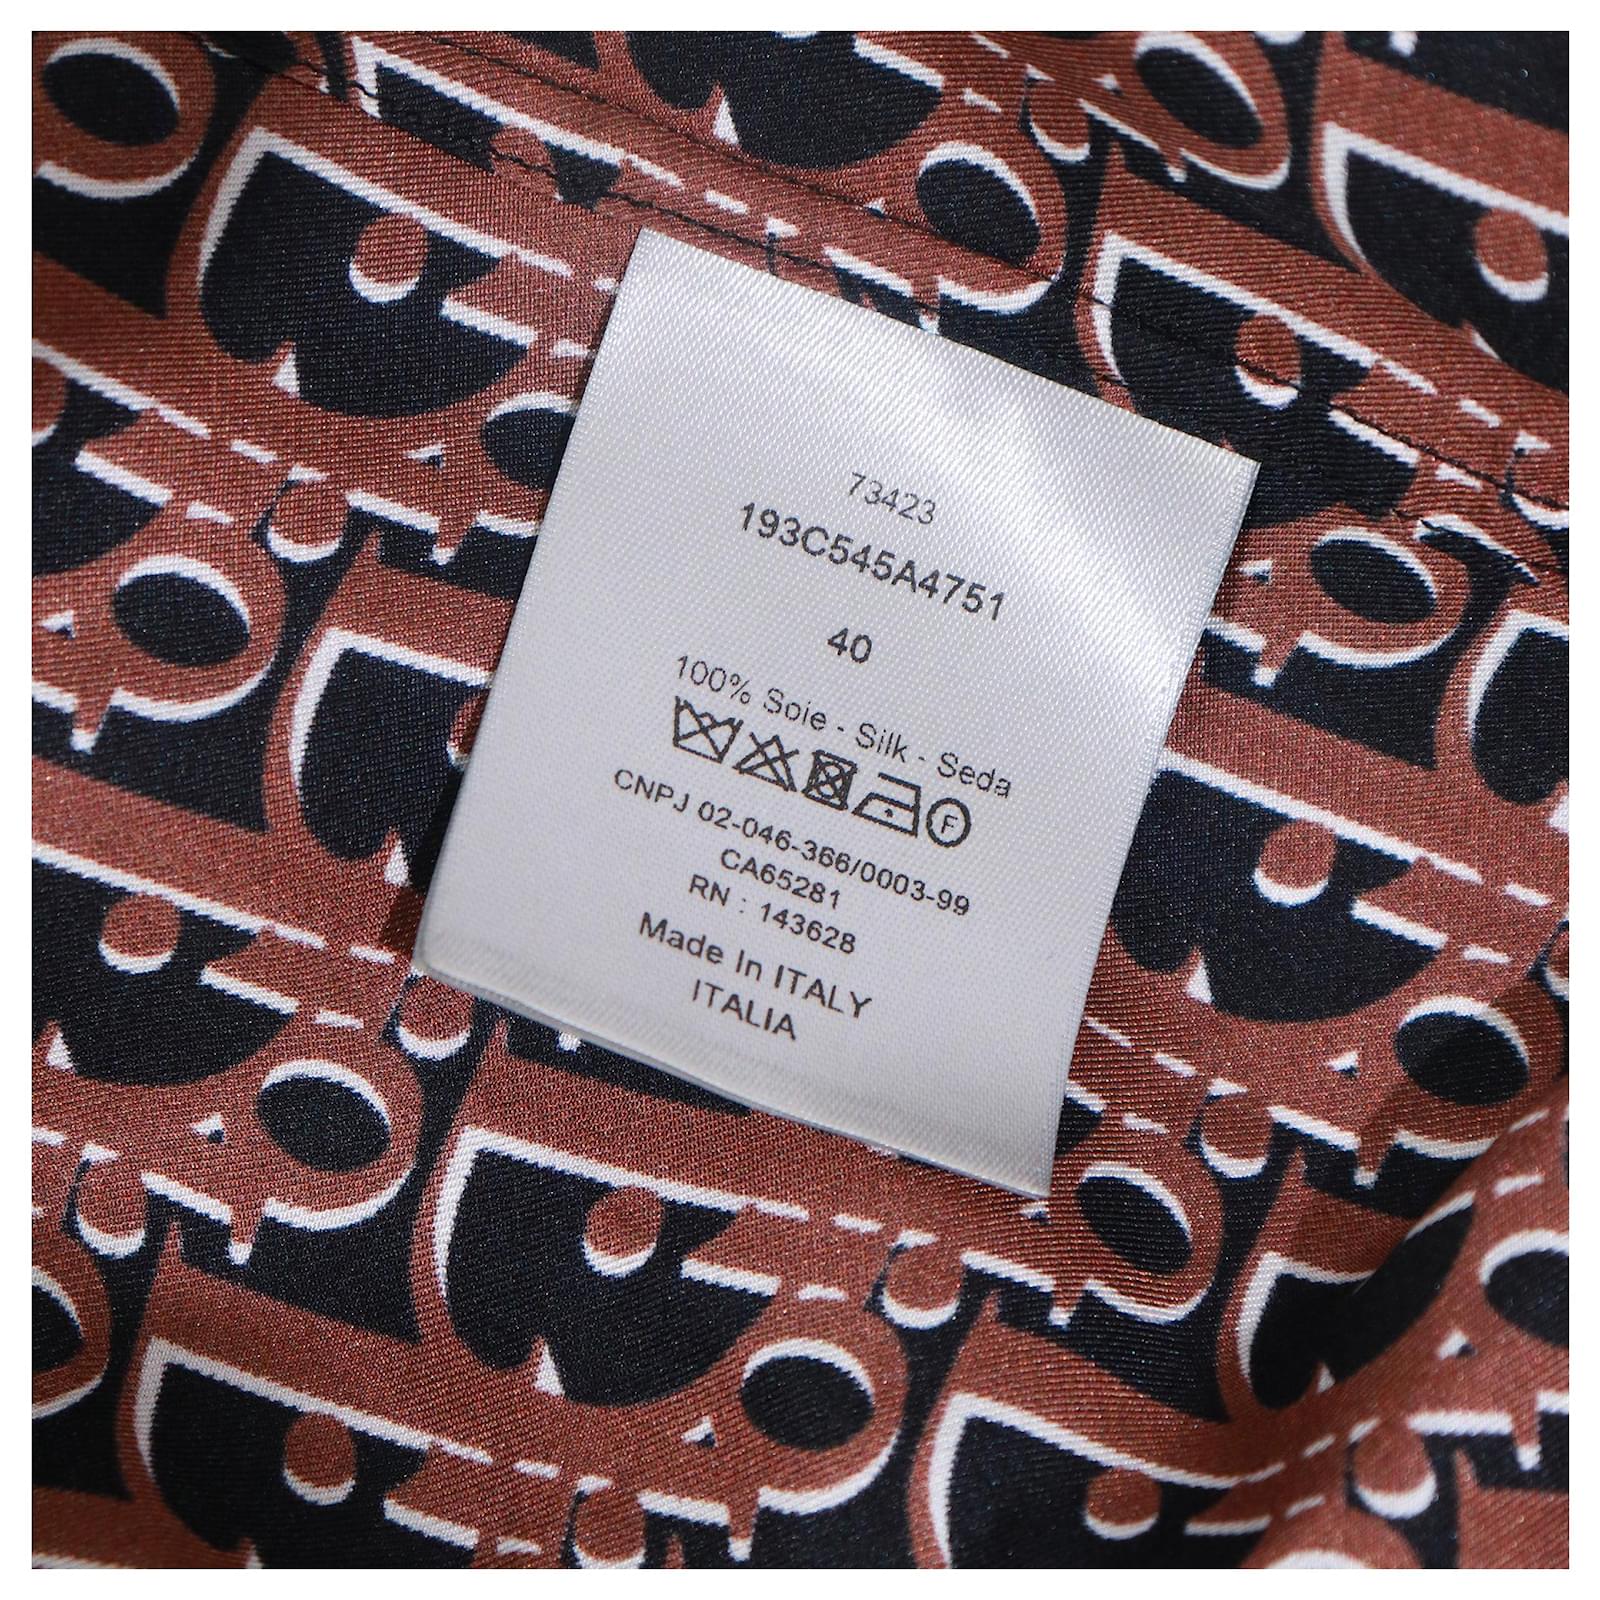 73423
193C545A4751
40
100% Soie - Silk - Seda
F
CNPJ 02-046-366/0003-99
CA65281
RN : 143628
Made In ITALY
ITALIA